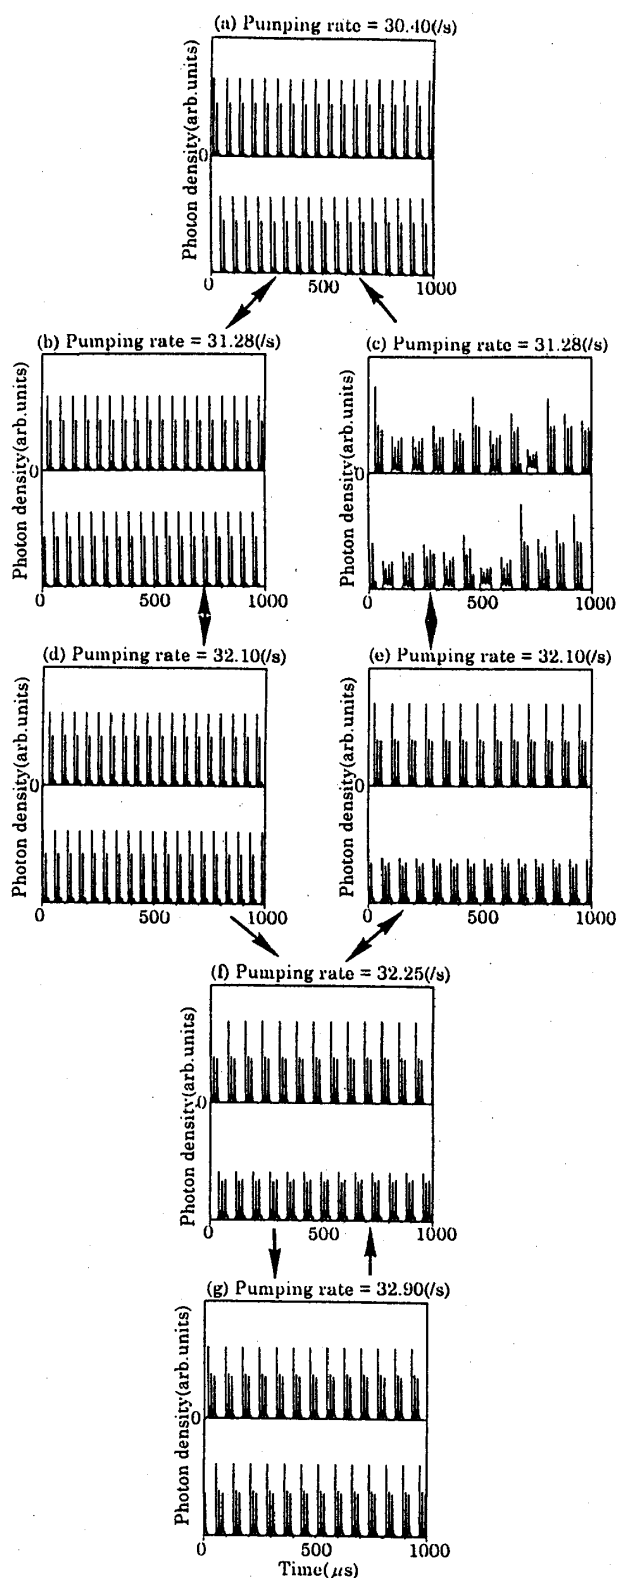 (a) Pumping rate = 30.40(/s)
Photon density(arb.units)
0
0
500
1000
(b) Pumping rate = 31.28(/s)
(c) Pumping rate = 31.28(/s)
Photon density(arb.units)
0
Photon density(arb.units)
0
0
500
1000
0
500
1000
(d) Pumping rate = 32.10(/s)
(e) Pumping rate = 32.10(/s)
Photon density(arb.units)
0
Photon density(arb.units)
0
0
500
1000
0
500
1000
(f) Pumping rate = 32.25(/s)
Photon density(arb.units)
0
0
500
1000
(g) Pumping rate = 32.90(/s)
Photon density(arb.units)
0
0
500
1000
Time(μs)